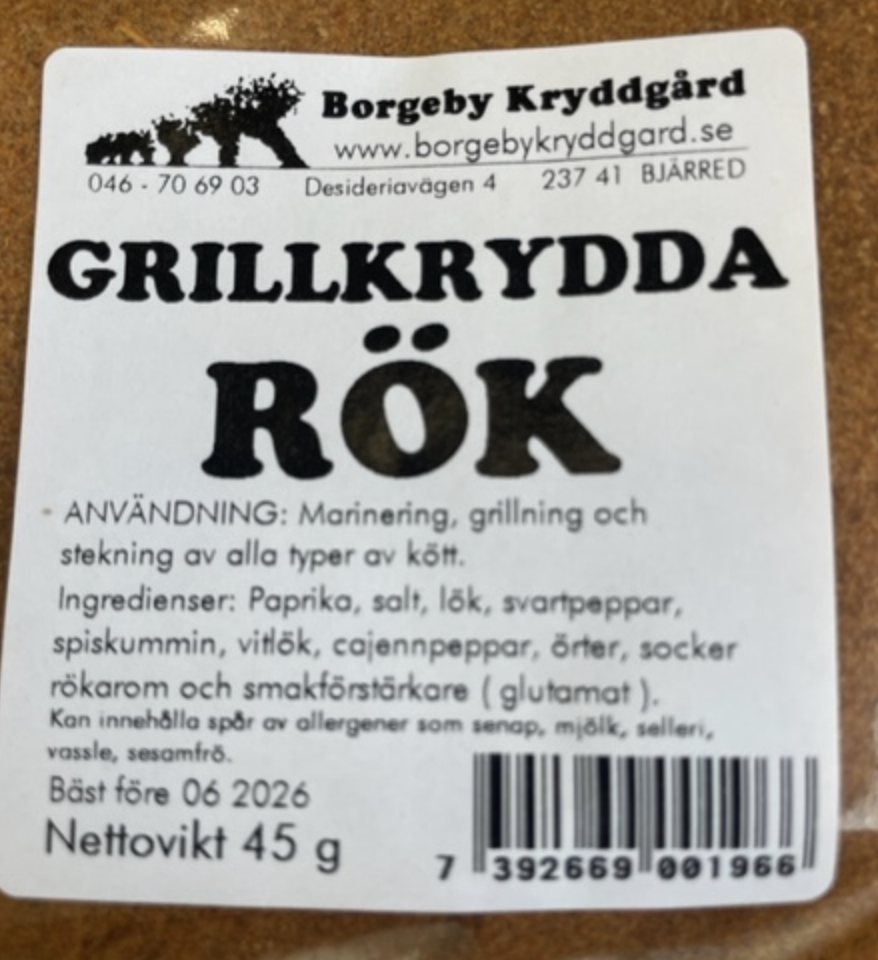 Borgeby Kryddgård
www.borgebykryddgard.se
046 - 70 69 03 Desideriavägen 4 237 41 BJÄRRED
GRILLKRYDDA
RÖK
ANVÄNDNING: Marinering, grillning och
stekning av alla typer av kött.
Ingredienser: Paprika, salt, lök, svartpeppar,
spiskummin, vitlök, cajennpeppar, örter, socker
rökarom och smakförstärkare ( glutamat ).
Kan innehålla spår av allergener som senap, mjölk, selleri,
vassle, sesamfrö.
Bäst före 06 2026
Nettovikt 45 g
7 392669 001966